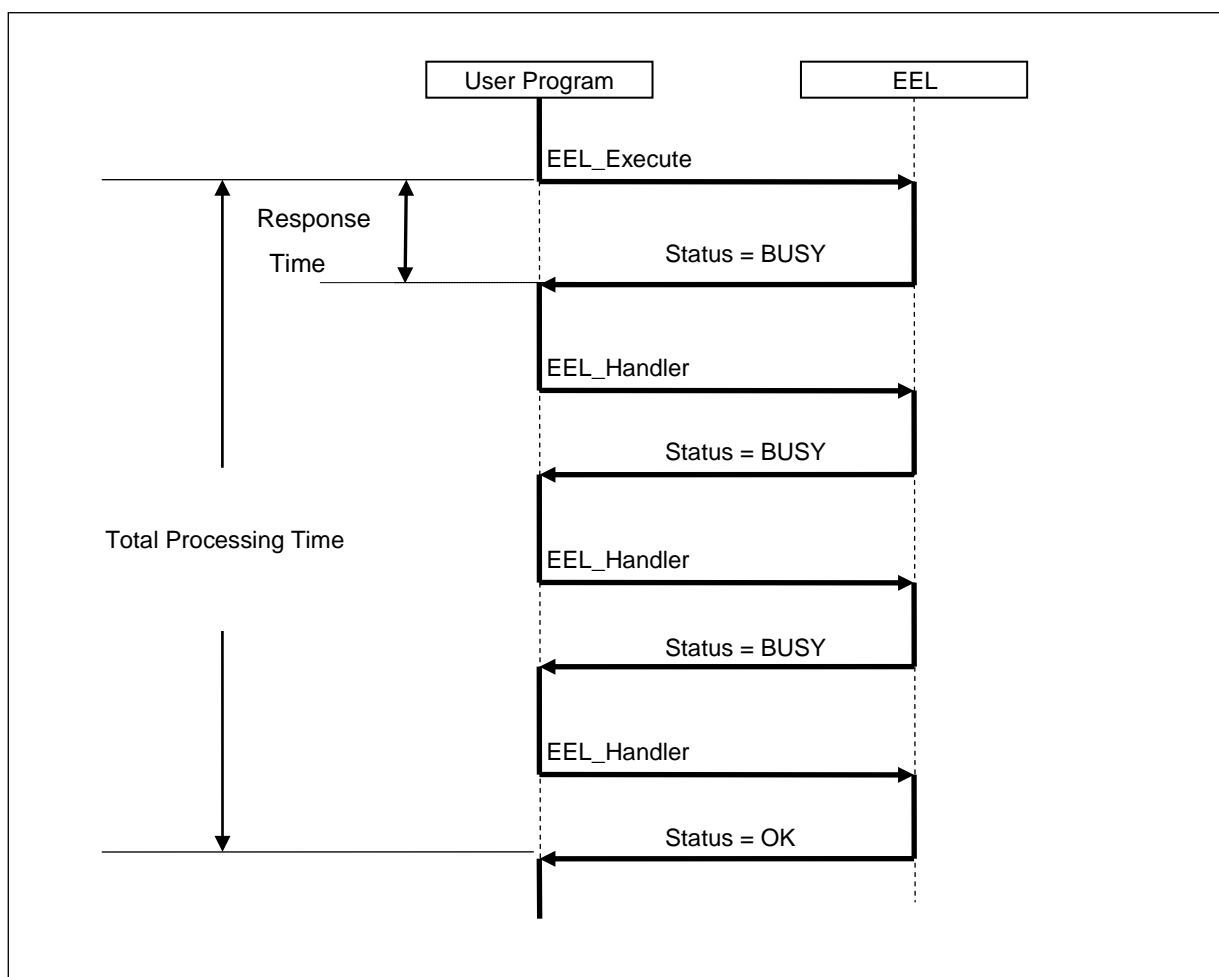 User Program
EEL
EEL_Execute
Response
Time
Status = BUSY
EEL_Handler
Status = BUSY
Total Processing Time
EEL_Handler
Status = BUSY
EEL_Handler
Status = OK